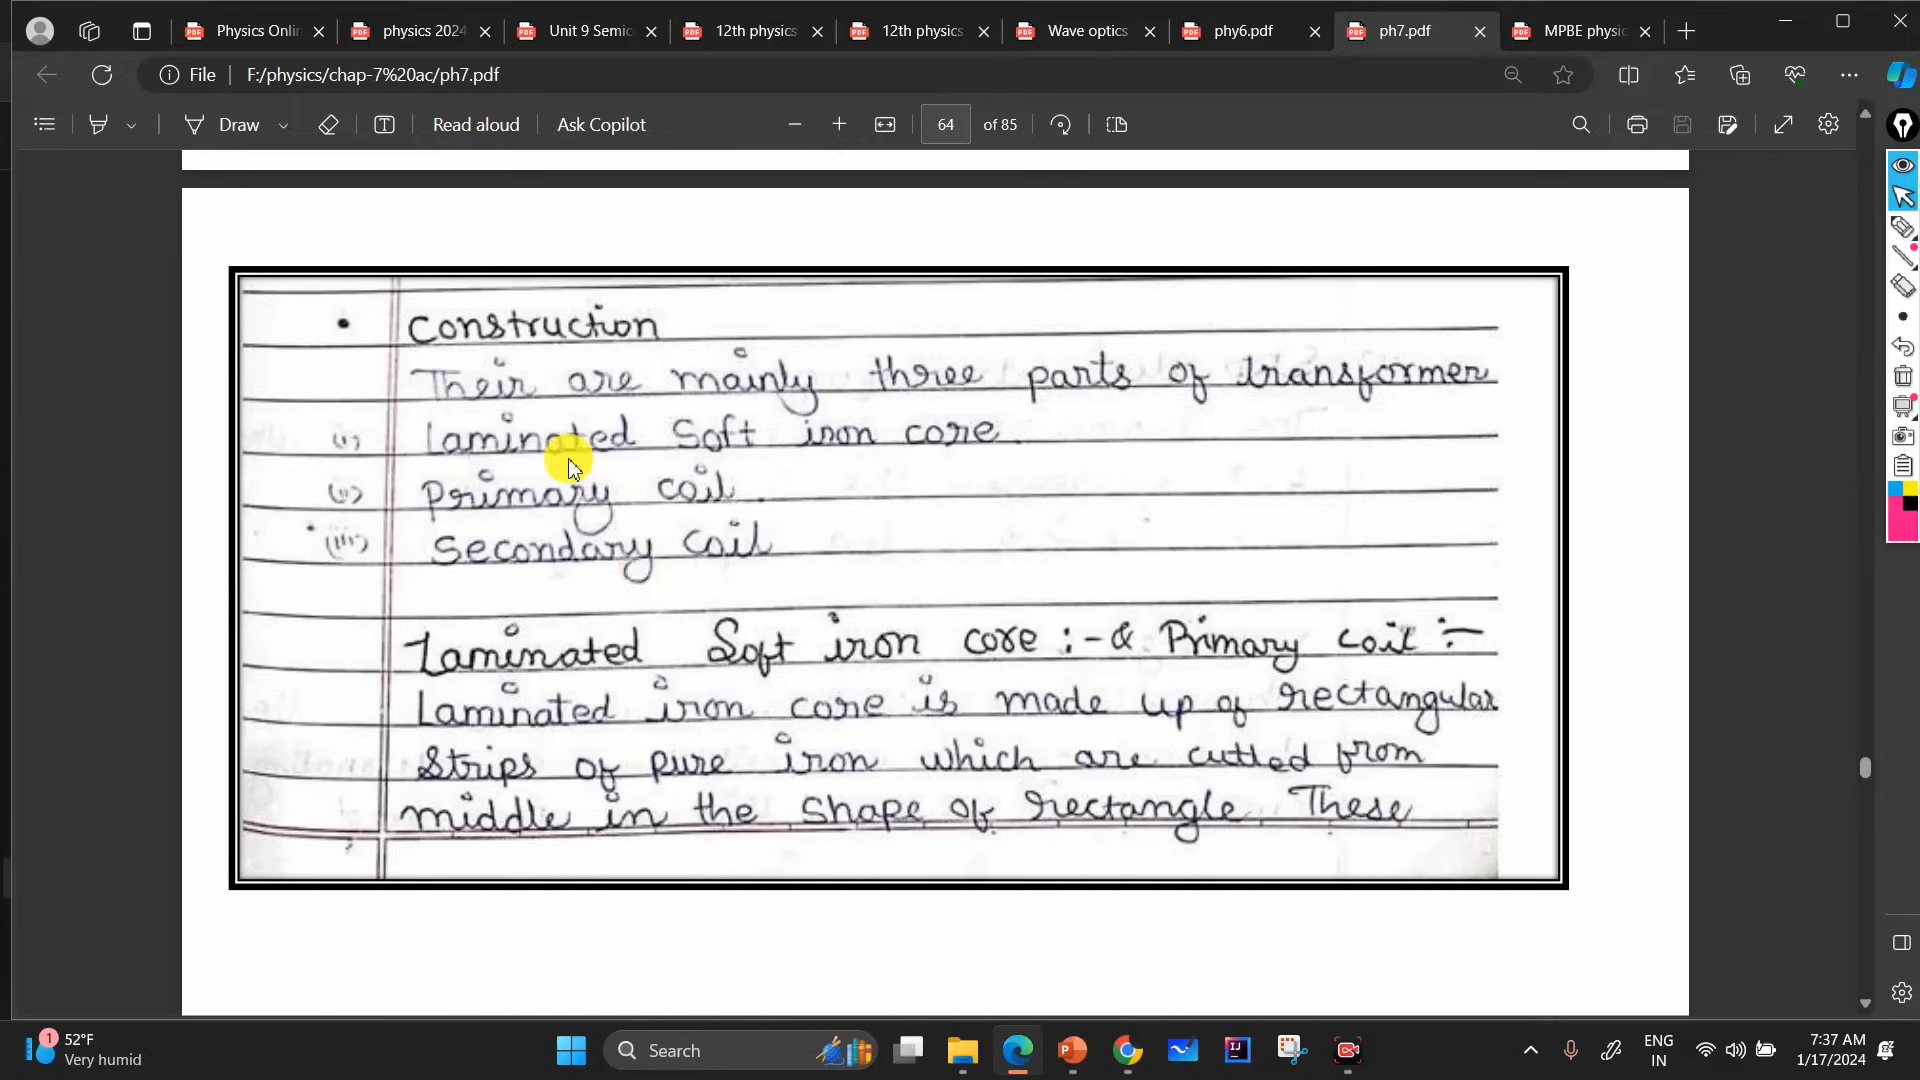 Physics Onlin
physics 2024
Unit 9 Semic
12th physics
12th physics
Wave optics
phy6.pdf
ph7.pdf
MPBE physic
File
F:/physics/chap-7%20ac/ph7.pdf
Draw
Read aloud
Ask Copilot
64
of 85
• Construction
Their are mainly three parts of transformer
(i) Laminated Soft iron core
(ii) Primary coil
(iii) Secondary coil
Laminated Soft iron core :- & Primary coil :-
Laminated iron core is made up of rectangular
Strips of pure iron which are cutted from
middle in the shape of rectangle. These
1
52°F
Very humid
Search
ENG
IN
7:37 AM
1/17/2024